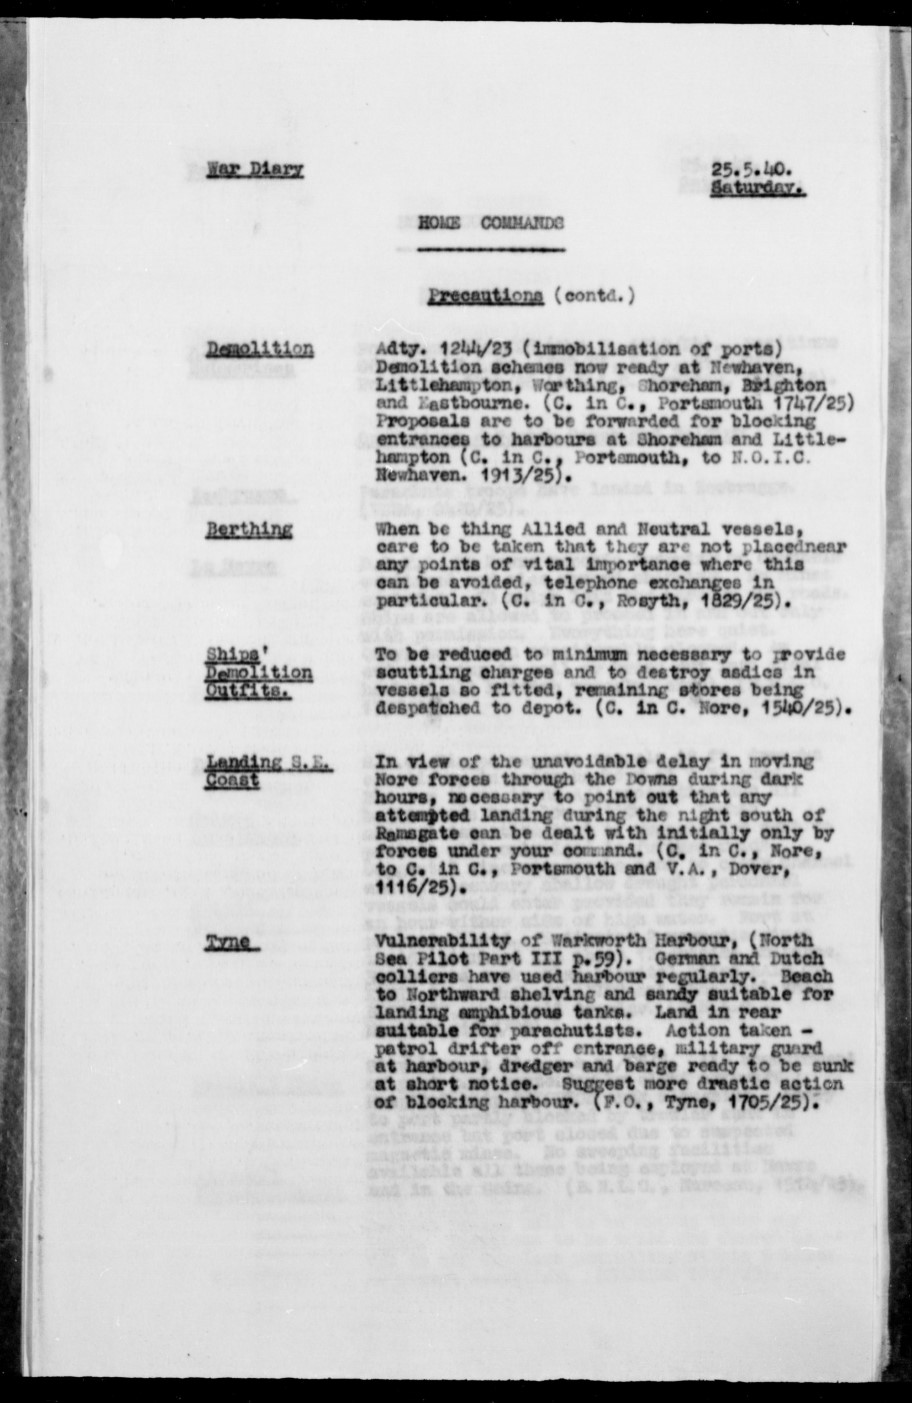 War Diary
25.5.40.
Saturday.
HOME COMMANDS
Precautions (contd.)
Demolition
Adty. 1244/23 (immobilisation of ports)
Demolition schemes now ready at Newhaven,
Littlehampton, Worthing, Shoreham, Brighton
and Eastbourne. (C. in C., Portsmouth 1747/25)
Proposals are to be forwarded for blocking
entrances to harbours at Shoreham and Little-
hampton (C. in C., Portsmouth, to N.O.I.C.
Newhaven. 1913/25).
Berthing
When be thing Allied and Neutral vessels,
care to be taken that they are not placednear
any points of vital importance where this
can be avoided, telephone exchanges in
particular. (C. in C., Rosyth, 1829/25).
Ships'
Demolition
Outfits.
To be reduced to minimum necessary to provide
scuttling charges and to destroy asdics in
vessels so fitted, remaining stores being
despatched to depot. (C. in C. Nore, 1540/25).
Landing S.E.
Coast
In view of the unavoidable delay in moving
Nore forces through the Downs during dark
hours, necessary to point out that any
attempted landing during the night south of
Ramsgate can be dealt with initially only by
forces under your command. (C. in C., Nore,
to C. in C., Portsmouth and V.A., Dover,
1116/25).
Tyne
Vulnerability of Warkworth Harbour, (North
Sea Pilot Part III p.59). German and Dutch
colliers have used harbour regularly. Beach
to Northward shelving and sandy suitable for
landing amphibious tanks. Land in rear
suitable for parachutists. Action taken -
patrol drifter off entrance, military guard
at harbour, dredger and barge ready to be sunk
at short notice. Suggest more drastic action
of blocking harbour. (F.O., Tyne, 1705/25).